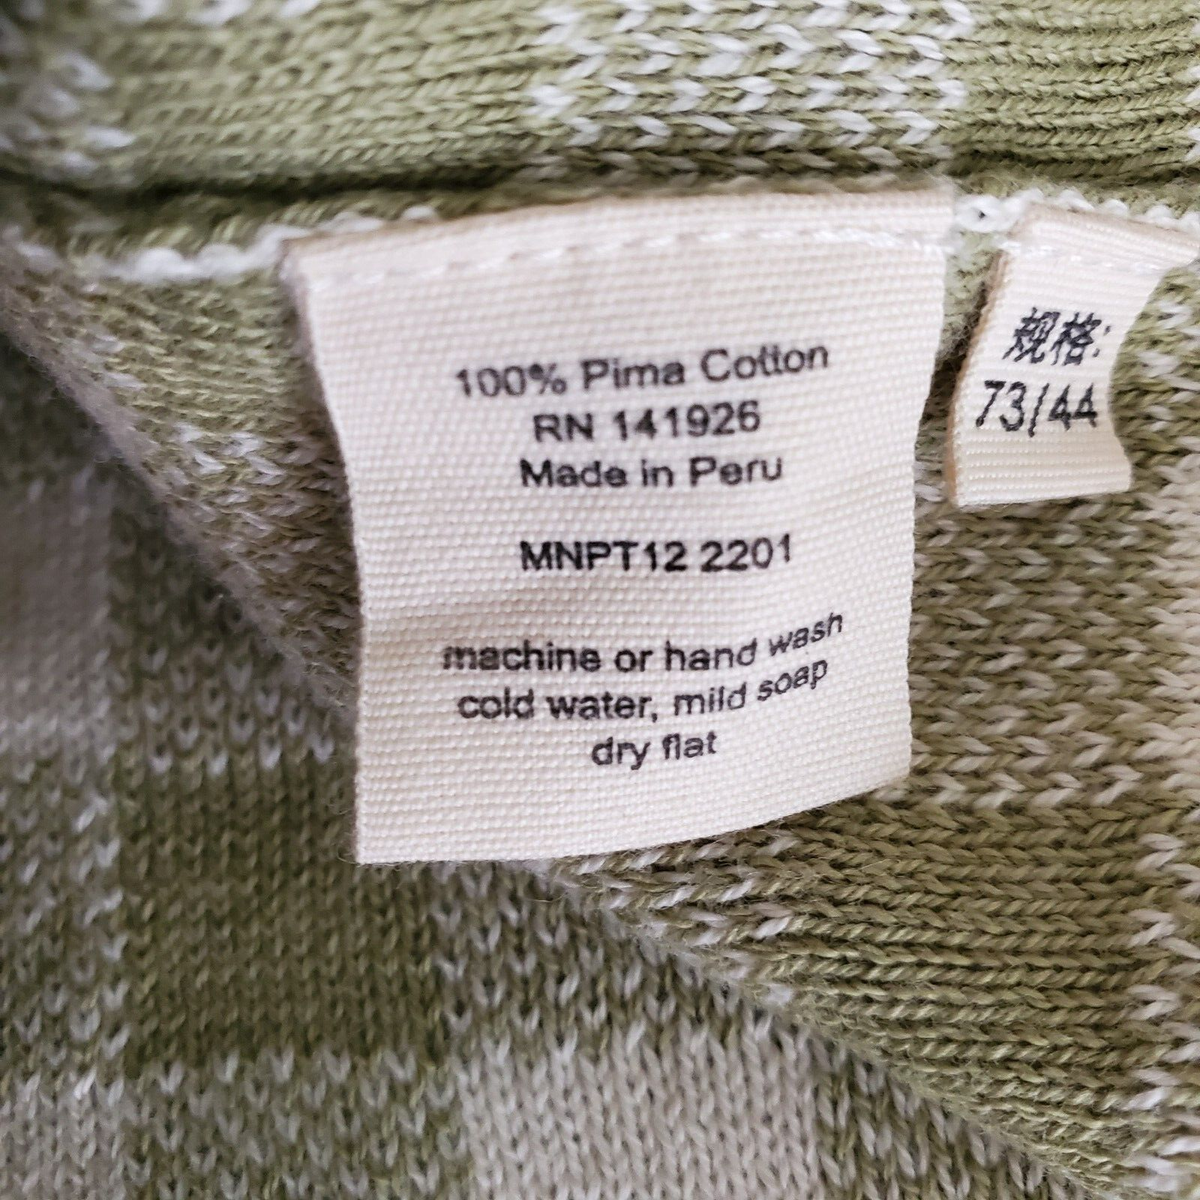 100% Pima Cotton
RN 141926
Made in Peru
MNPT12 2201
machine or hand wash
cold water, mild soap
dry flat
规格:
73/44